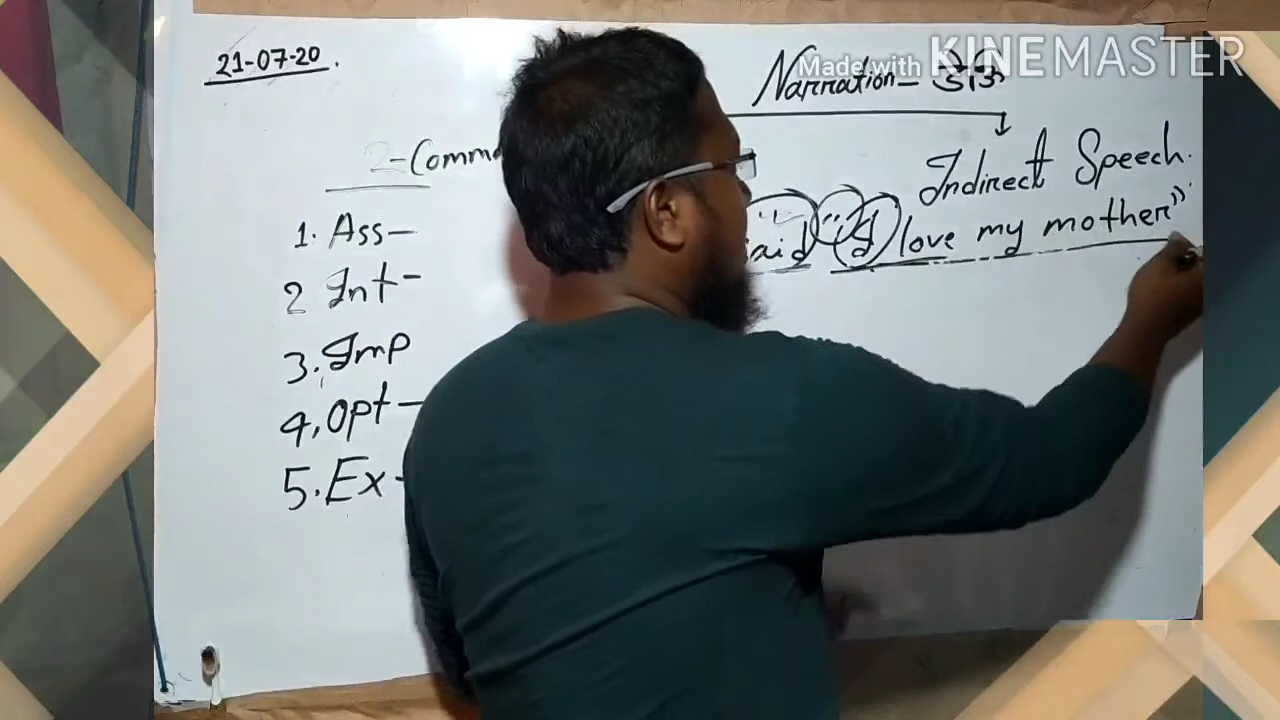 21-07-20.
Made with KINEMASTER
Narration – উক্তি
2 - Comm
Indirect Speech.
1. Ass –
said "I love my mother"
2 Int –
3. Imp
4, Opt –
5. Ex -